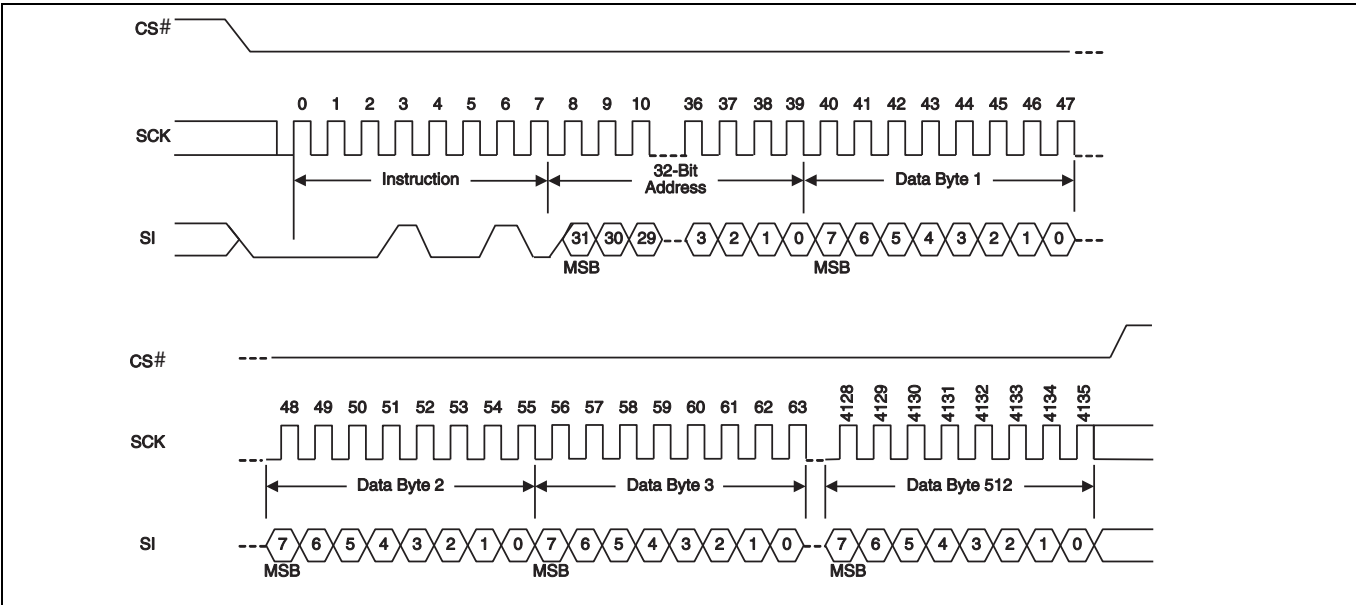 CS#
0 1 2 3 4 5 6 7 8 9 10 36 37 38 39 40 41 42 43 44 45 46 47
SCK
Instruction
32-Bit
Address
Data Byte 1
SI
31 30 29 3 2 1 0 7 6 5 4 3 2 1 0
MSB MSB
CS#
48 49 50 51 52 53 54 55 56 57 58 59 60 61 62 63 4128 4129 4130 4131 4132 4133 4134 4135
SCK
Data Byte 2 Data Byte 3 Data Byte 512
SI
7 6 5 4 3 2 1 0 7 6 5 4 3 2 1 0 7 6 5 4 3 2 1 0
MSB MSB MSB